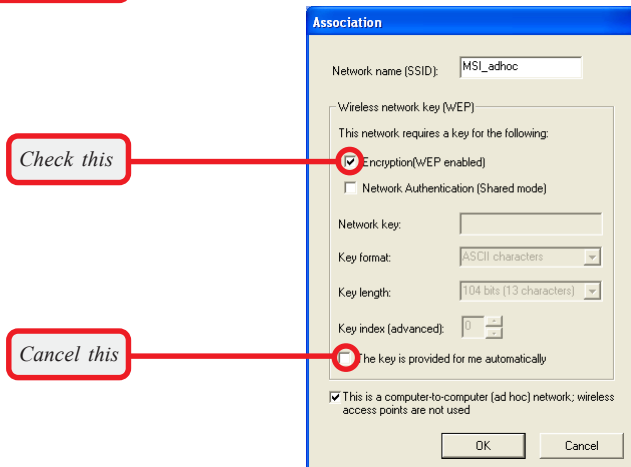 Association
Network name (SSID): MSI_adhoc
Wireless network key (WEP)
This network requires a key for the following:
Check this
Encryption(WEP enabled)
Network Authentication (Shared mode)
Network key:
Key format: ASCII characters
Key length: 104 bits (13 characters)
Key index (advanced): 0
Cancel this
The key is provided for me automatically
This is a computer-to-computer (ad hoc) network; wireless
access points are not used
OK Cancel